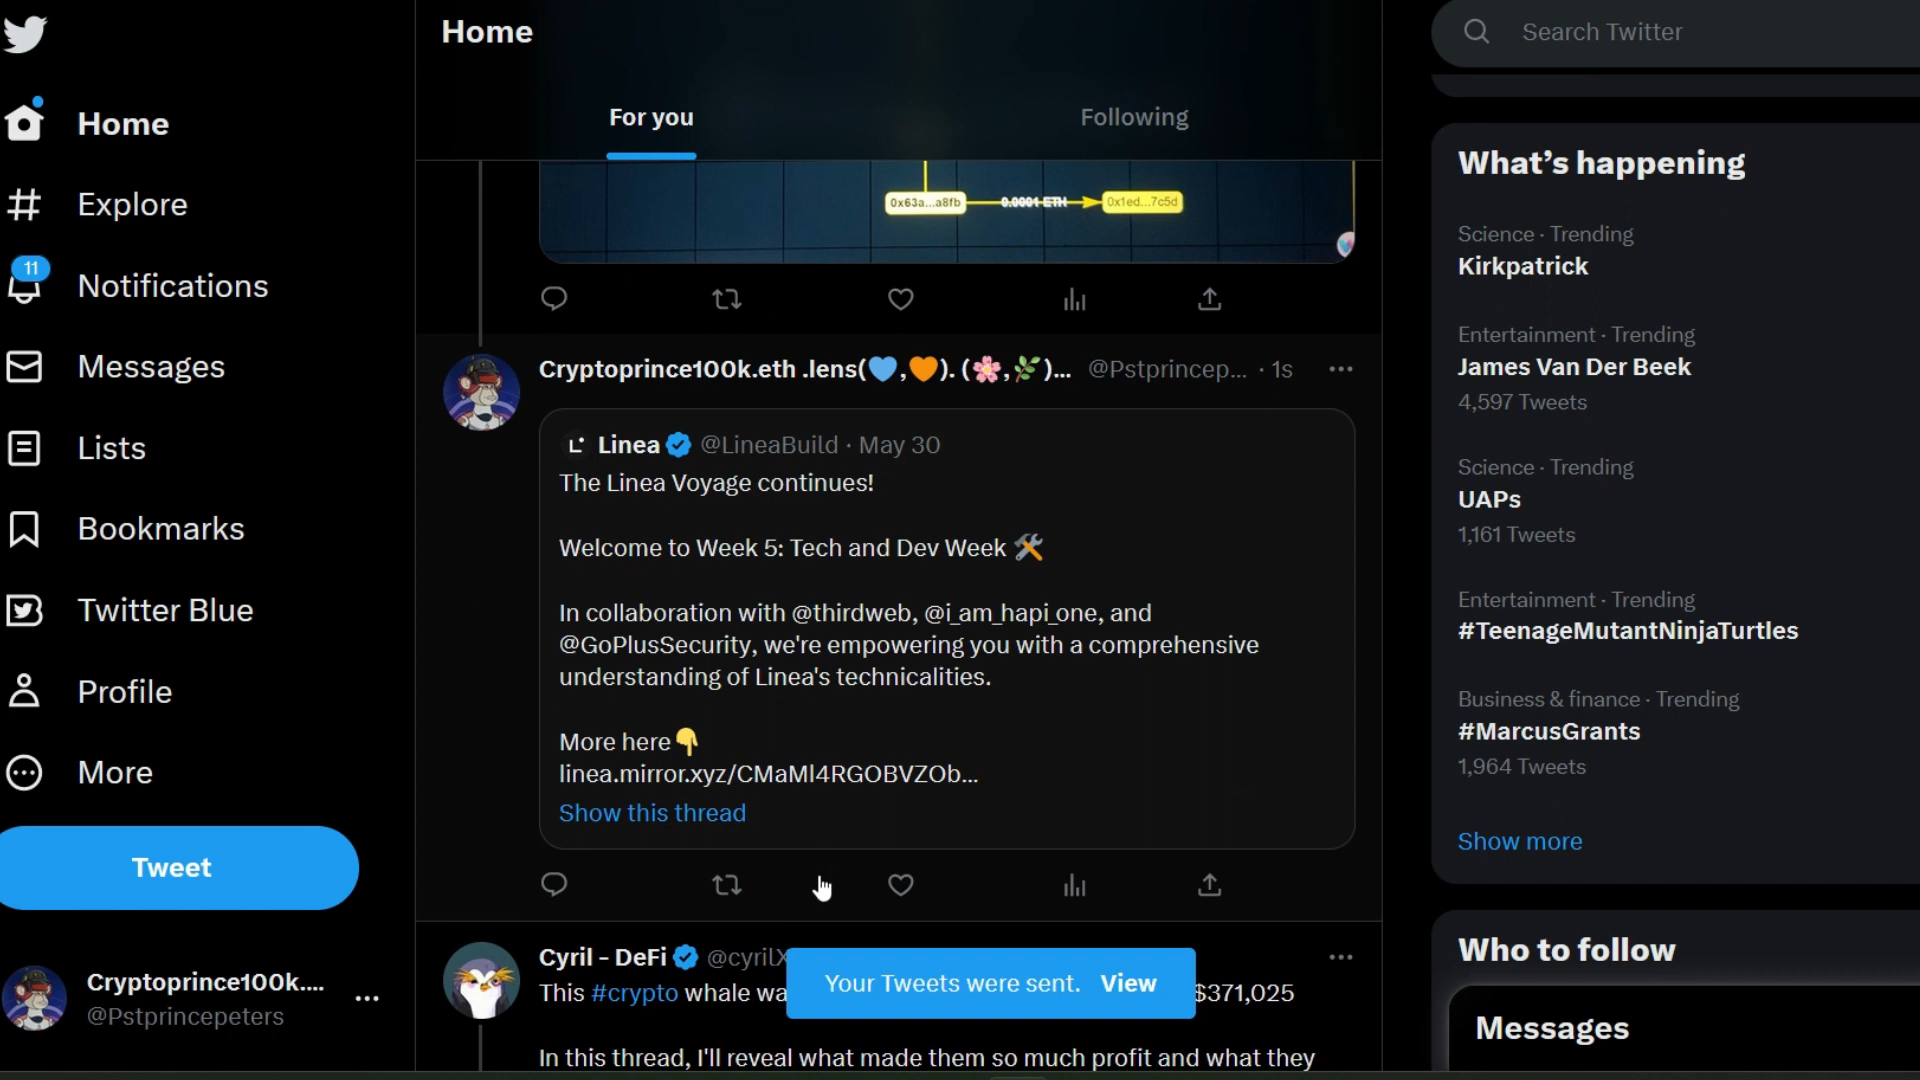 Home
Search Twitter
Home
Explore
11
Notifications
Messages
Lists
Bookmarks
Twitter Blue
Profile
More
Tweet
Cryptoprince100k....
@Pstprincepeters
For you
Following
0x63a...a8fb
0.0001 ETH
0x1ed...7c5d
Cryptoprince100k.eth .lens(🩵,🧡). (🌸,🌿)... @Pstprincep... · 1s
Linea @LineaBuild · May 30
The Linea Voyage continues!
Welcome to Week 5: Tech and Dev Week 🛠️
In collaboration with @thirdweb, @i_am_hapi_one, and
@GoPlusSecurity, we're empowering you with a comprehensive
understanding of Linea's technicalities.
More here👇
linea.mirror.xyz/CMaMl4RGOBVZOb...
Show this thread
Cyril - DeFi @cyrilX
This #crypto whale wa
$371,025
Your Tweets were sent. View
In this thread, I'll reveal what made them so much profit and what they
What's happening
Science · Trending
Kirkpatrick
Entertainment · Trending
James Van Der Beek
4,597 Tweets
Science · Trending
UAPs
1,161 Tweets
Entertainment · Trending
#TeenageMutantNinjaTurtles
Business & finance · Trending
#MarcusGrants
1,964 Tweets
Show more
Who to follow
Messages